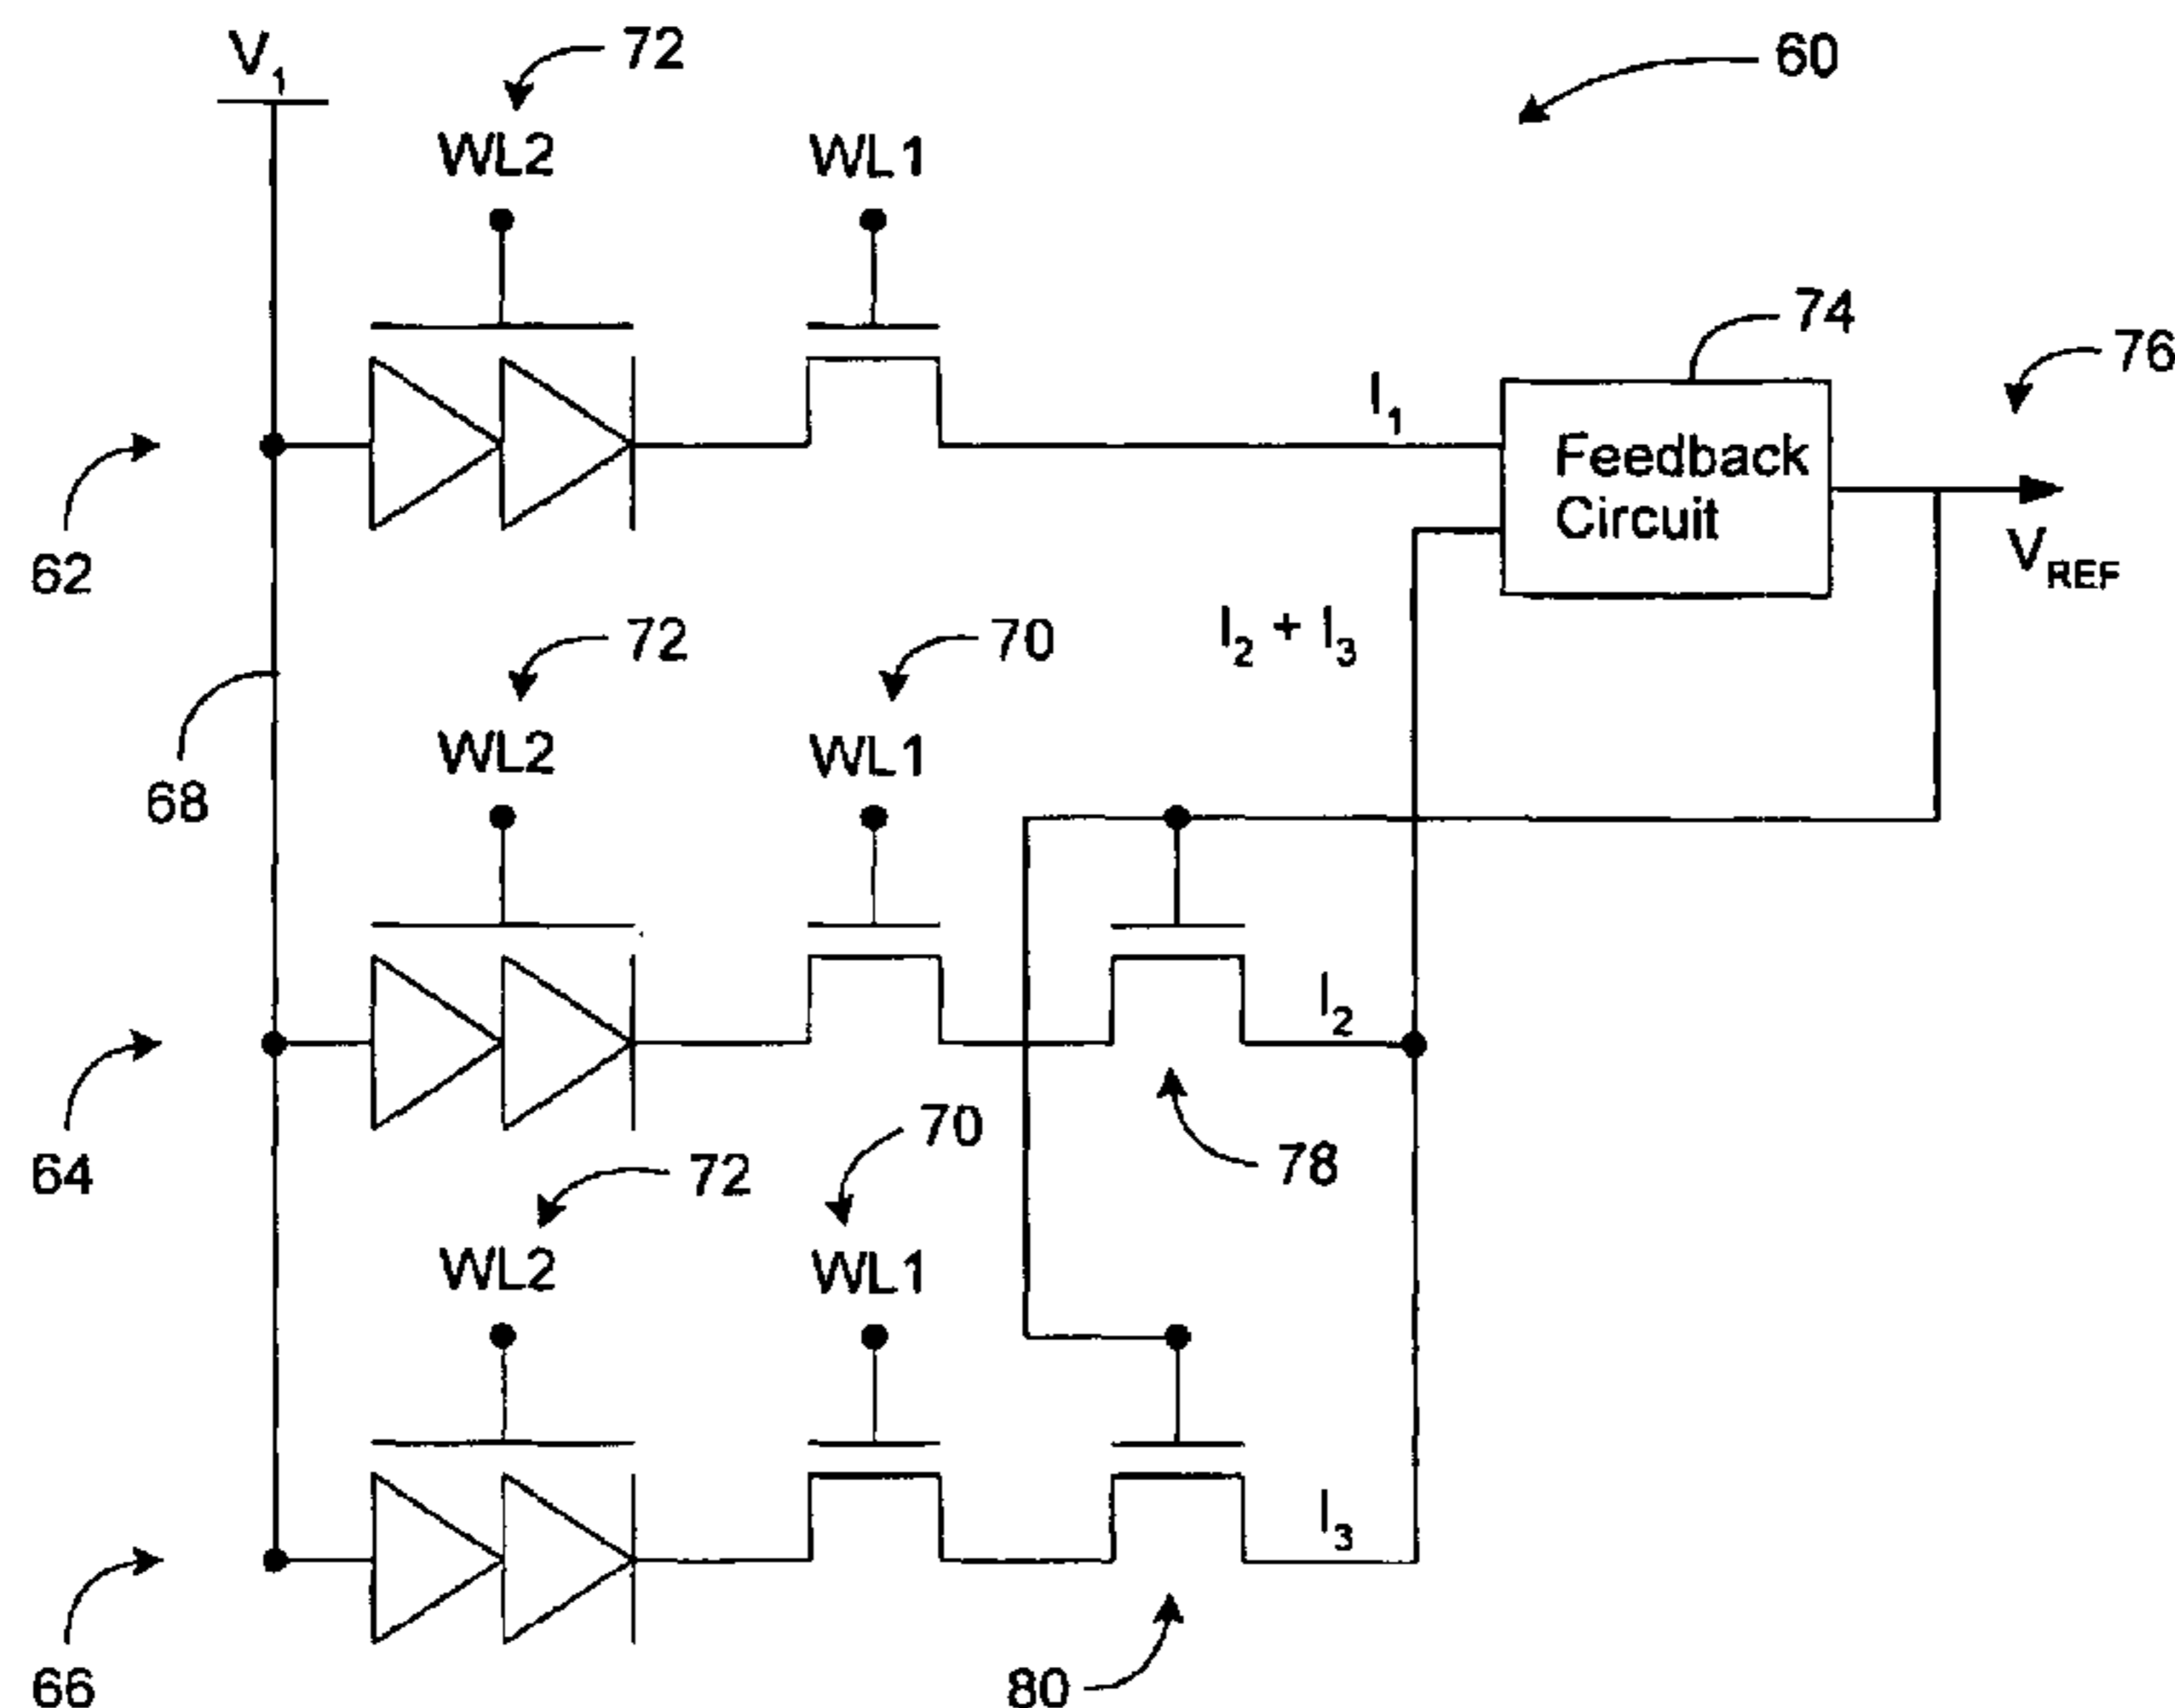 V₁
72
60
WL2
WL1
74
76
I₁
Feedback
Circuit
V_REF
62
72
70
I₂ + I₃
68
WL2
WL1
I₂
64
70
72
78
WL2
WL1
I₃
66
80